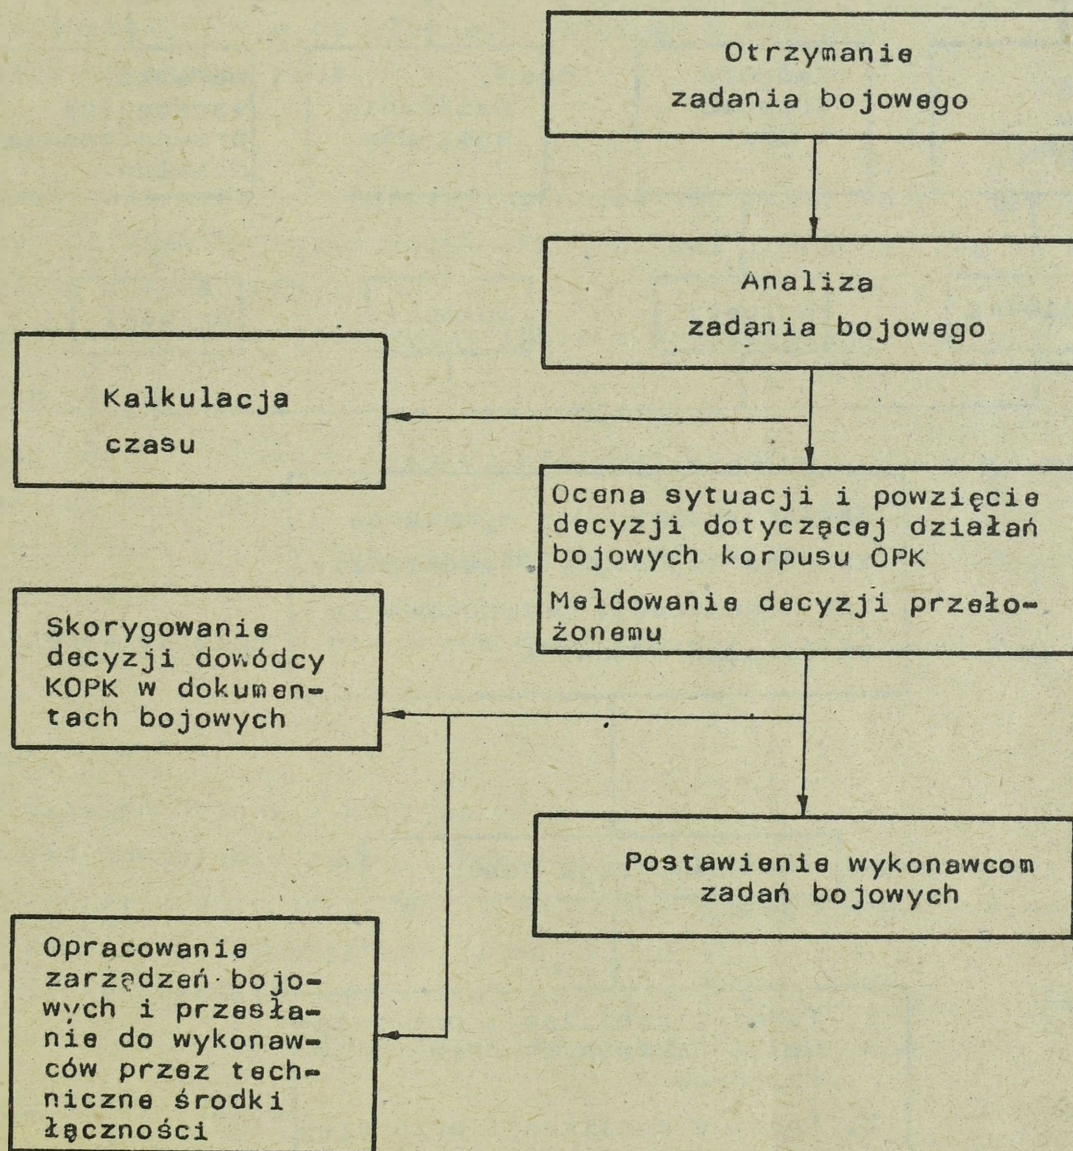 Otrzymanie
zadania bojowego
Analiza
zadania bojowego
Kalkulacja
czasu
Ocena sytuacji i powzięcie
decyzji dotyczącej działań
bojowych korpusu OPK
Meldowanie decyzji przeło-
żonemu
Skorygowanie
decyzji dowódcy
KOPK w dokumen-
tach bojowych
Postawienie wykonawcom
zadań bojowych
Opracowanie
zarządzeń bojo-
wych i przesła-
nie do wykonaw-
ców przez tech-
niczne środki
łączności